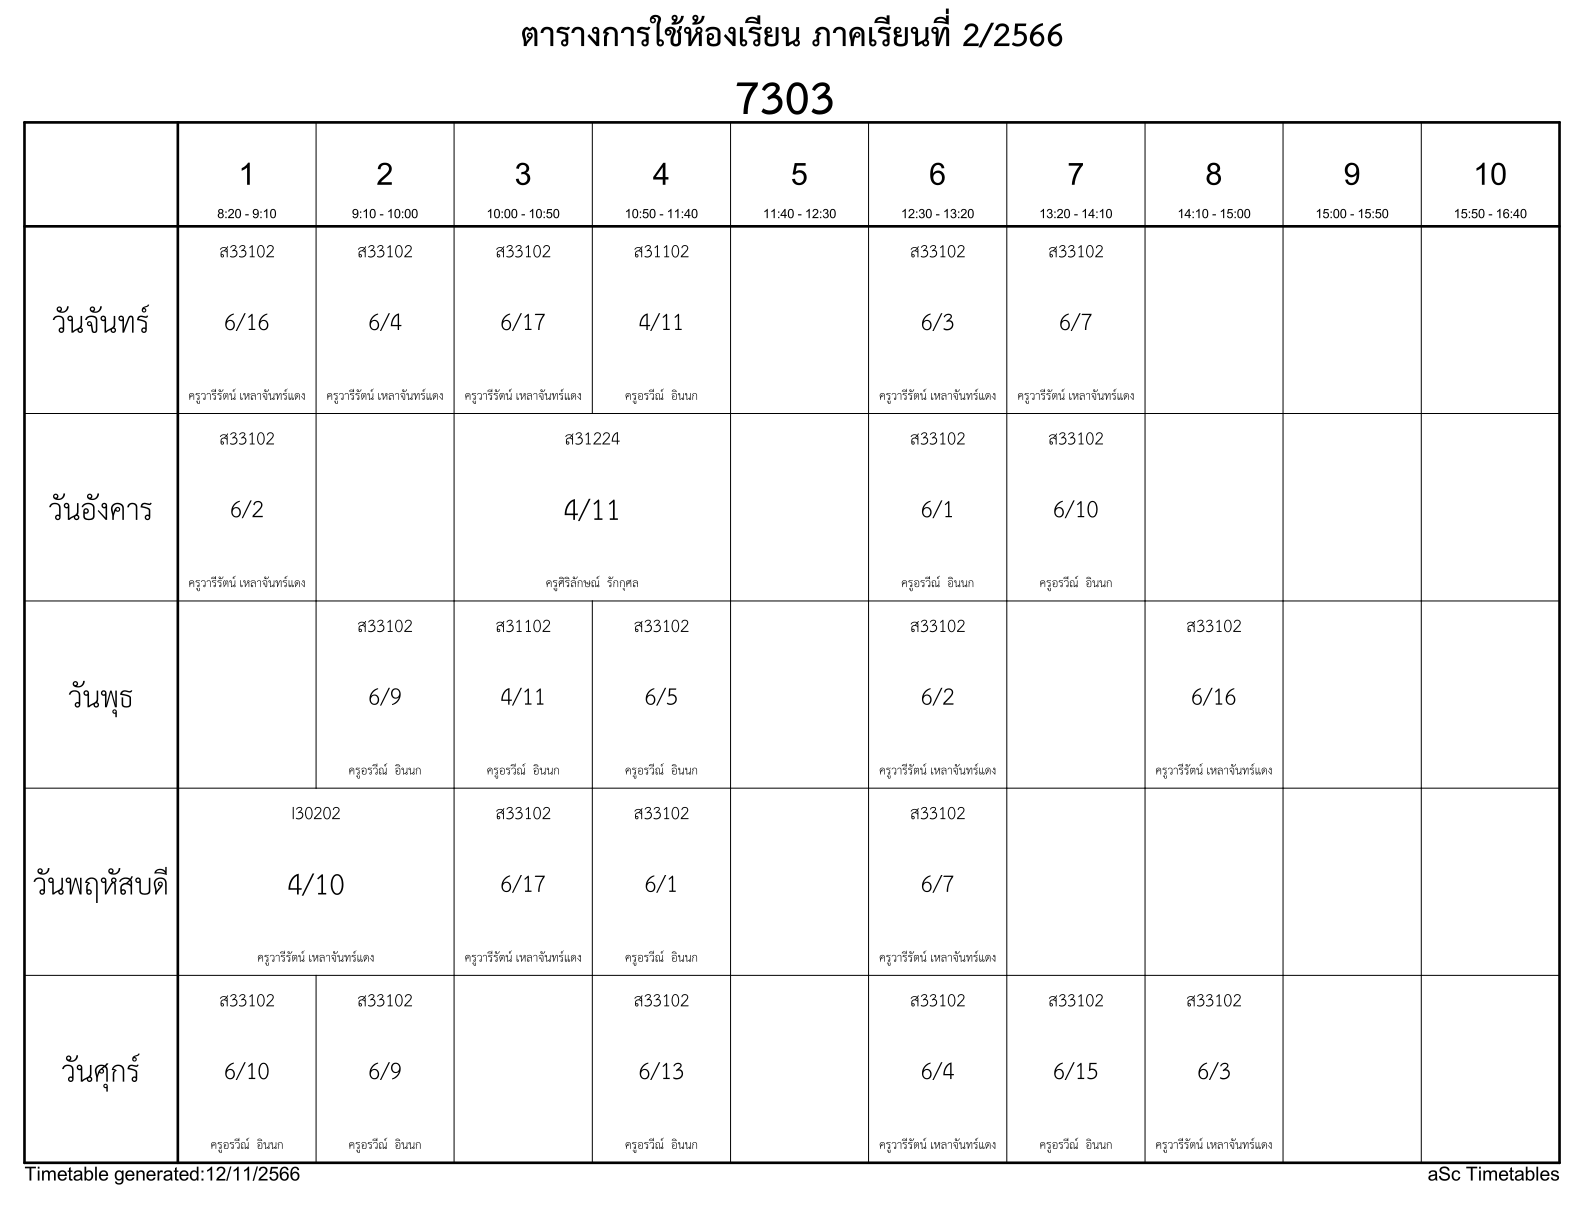 ตารางการใช้ห้องเรียน ภาคเรียนที่ 2/2566
7303
1 2 3 4 5 6 7 8 9 10
8:20 - 9:10 9:10 - 10:00 10:00 - 10:50 10:50 - 11:40 11:40 - 12:30 12:30 - 13:20 13:20 - 14:10 14:10 - 15:00 15:00 - 15:50 15:50 - 16:40
ส33102 ส33102 ส33102 ส31102 ส33102 ส33102
วันจันทร์ 6/16 6/4 6/17 4/11 6/3 6/7
ครูวารีรัตน์ เหลาจันทร์แดง ครูวารีรัตน์ เหลาจันทร์แดง ครูวารีรัตน์ เหลาจันทร์แดง ครูอรวีณ์ อินนก ครูวารีรัตน์ เหลาจันทร์แดง ครูวารีรัตน์ เหลาจันทร์แดง
ส33102 ส31224 ส33102 ส33102
วันอังคาร 6/2 4/11 6/1 6/10
ครูวารีรัตน์ เหลาจันทร์แดง ครูศิริลักษณ์ รักกุศล ครูอรวีณ์ อินนก ครูอรวีณ์ อินนก
ส33102 ส31102 ส33102 ส33102 ส33102
วันพุธ 6/9 4/11 6/5 6/2 6/16
ครูอรวีณ์ อินนก ครูอรวีณ์ อินนก ครูอรวีณ์ อินนก ครูวารีรัตน์ เหลาจันทร์แดง ครูวารีรัตน์ เหลาจันทร์แดง
I30202 ส33102 ส33102 ส33102
วันพฤหัสบดี 4/10 6/17 6/1 6/7
ครูวารีรัตน์ เหลาจันทร์แดง ครูวารีรัตน์ เหลาจันทร์แดง ครูอรวีณ์ อินนก ครูวารีรัตน์ เหลาจันทร์แดง
ส33102 ส33102 ส33102 ส33102 ส33102 ส33102
วันศุกร์ 6/10 6/9 6/13 6/4 6/15 6/3
ครูอรวีณ์ อินนก ครูอรวีณ์ อินนก ครูอรวีณ์ อินนก ครูวารีรัตน์ เหลาจันทร์แดง ครูอรวีณ์ อินนก ครูวารีรัตน์ เหลาจันทร์แดง
Timetable generated:12/11/2566 aSc Timetables